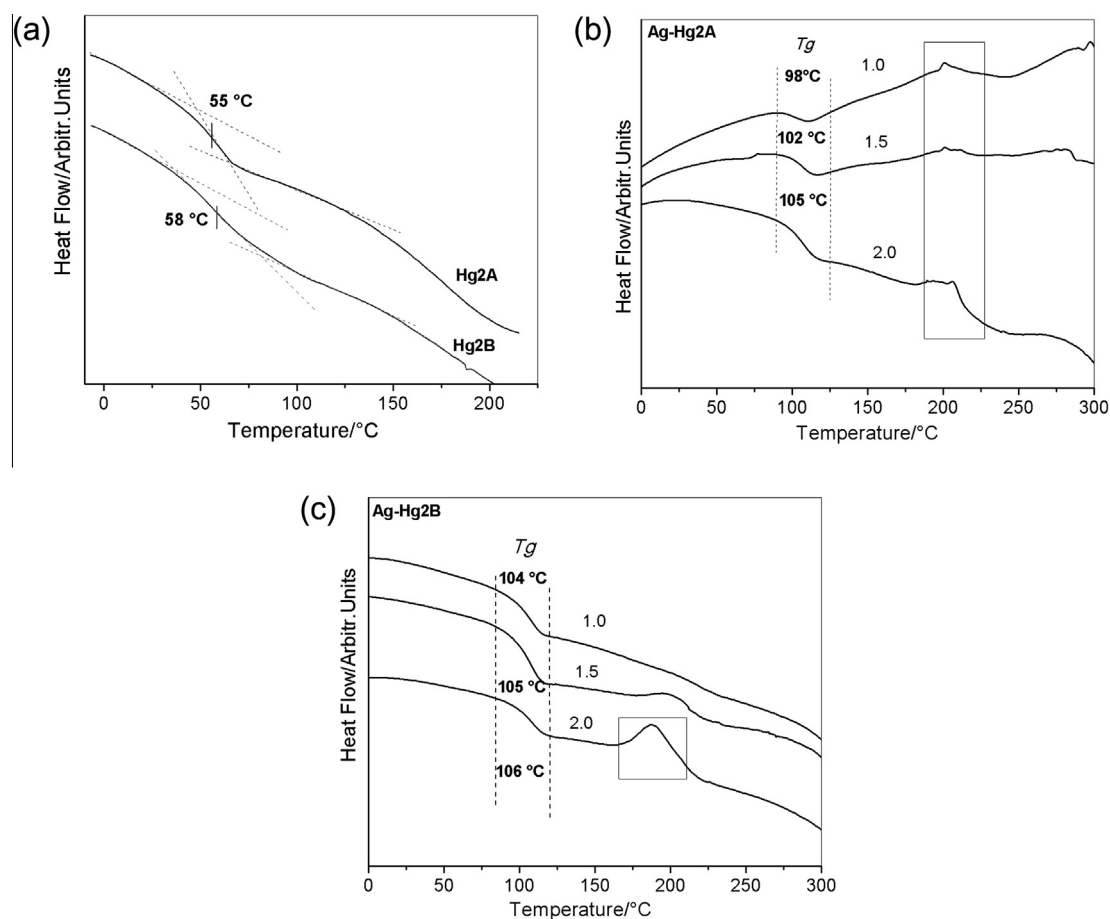 (a)
Heat Flow/Arbitr.Units
55 °C
58 °C
Hg2A
Hg2B
0 50 100 150 200
Temperature/°C
(b)
Ag-Hg2A
Heat Flow/Arbitr.Units
Tg
98°C
1.0
102 °C
1.5
105 °C
2.0
0 50 100 150 200 250 300
Temperature/°C
(c)
Ag-Hg2B
Heat Flow/Arbitr.Units
Tg
104 °C
1.0
1.5
105 °C
2.0
106 °C
0 50 100 150 200 250 300
Temperature/°C